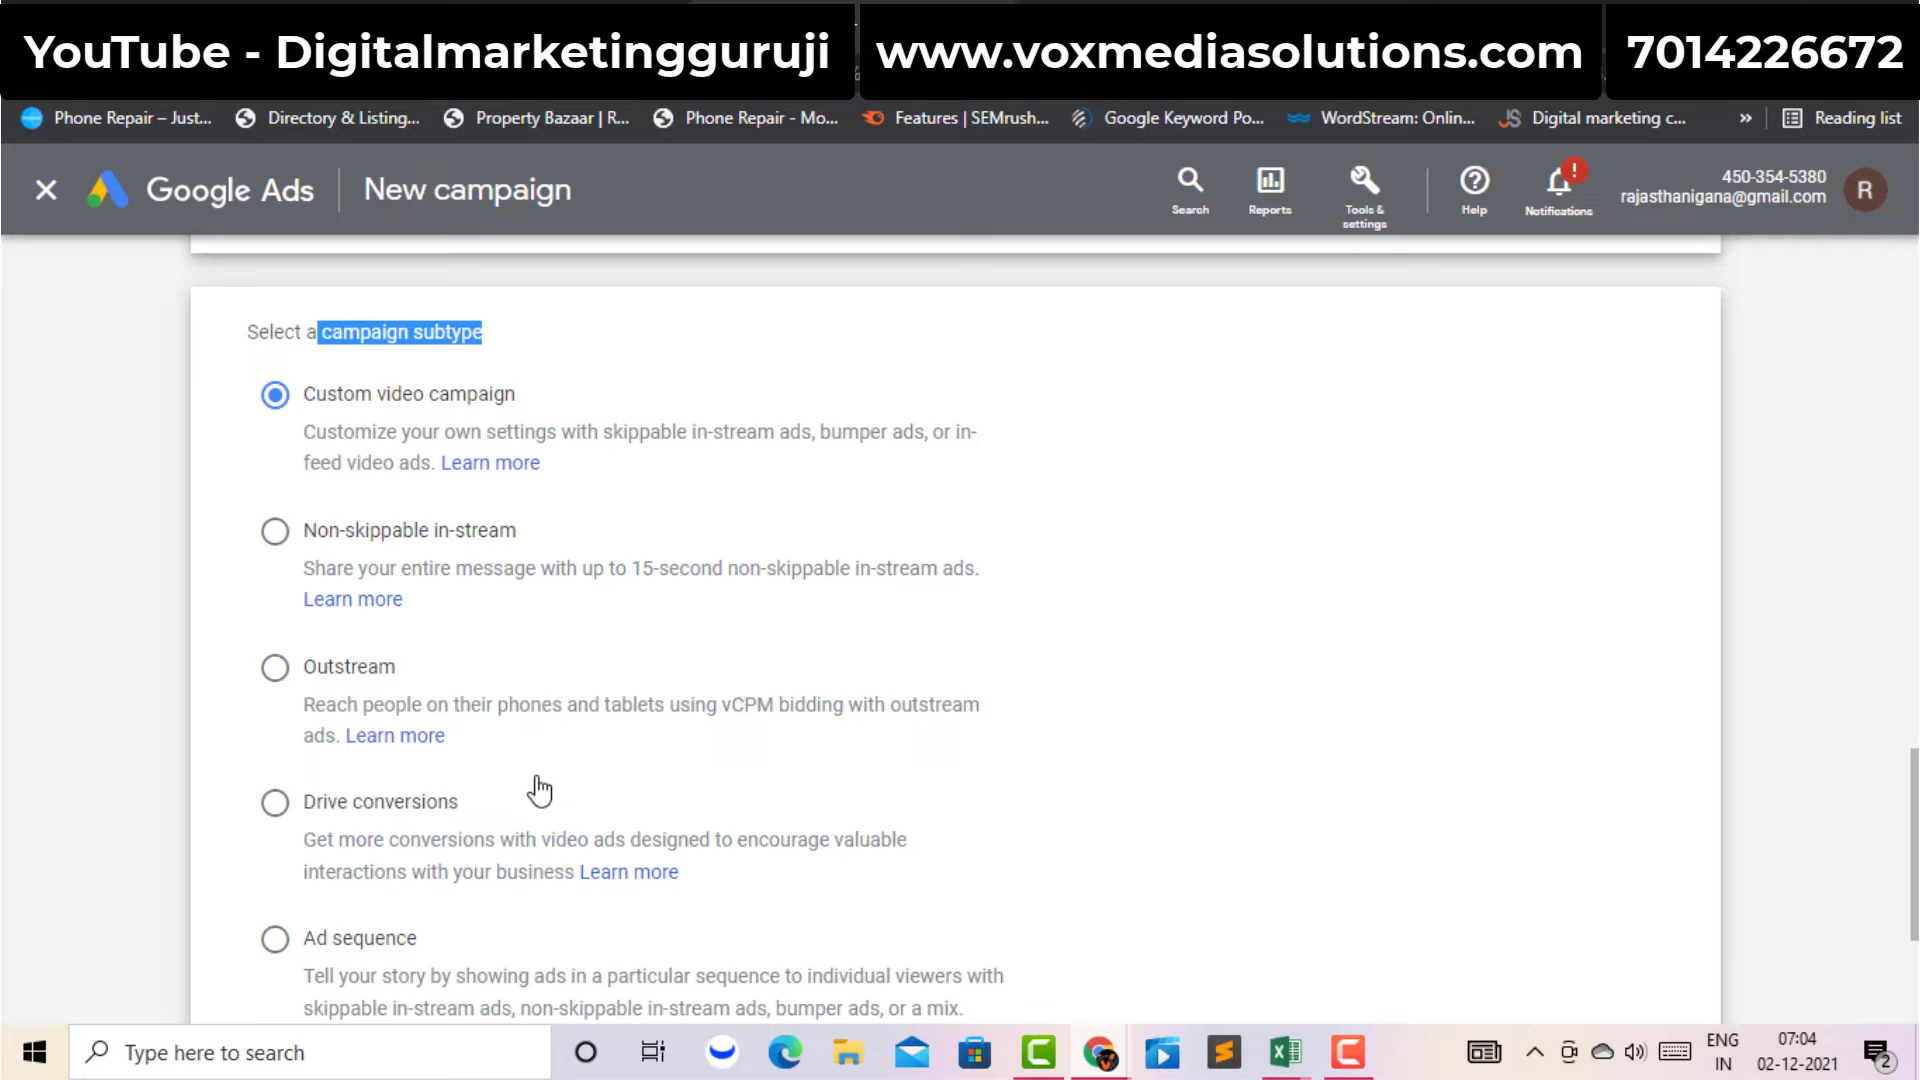 YouTube - Digitalmarketingguruji
www.voxmediasolutions.com
7014226672
Phone Repair – Just...
Directory & Listing...
Property Bazaar | R...
Phone Repair - Mo...
Features | SEMrush...
Google Keyword Po...
WordStream: Onlin...
Digital marketing c...
»
Reading list
Google Ads
New campaign
Search
Reports
Tools &
settings
Help
Notifications
450-354-5380
rajasthanigana@gmail.com
R
Select a campaign subtype
Custom video campaign
Customize your own settings with skippable in-stream ads, bumper ads, or in-
feed video ads. Learn more
Non-skippable in-stream
Share your entire message with up to 15-second non-skippable in-stream ads.
Learn more
Outstream
Reach people on their phones and tablets using vCPM bidding with outstream
ads. Learn more
Drive conversions
Get more conversions with video ads designed to encourage valuable
interactions with your business Learn more
Ad sequence
Tell your story by showing ads in a particular sequence to individual viewers with
skippable in-stream ads, non-skippable in-stream ads, bumper ads, or a mix.
Type here to search
ENG
IN
07:04
02-12-2021
2